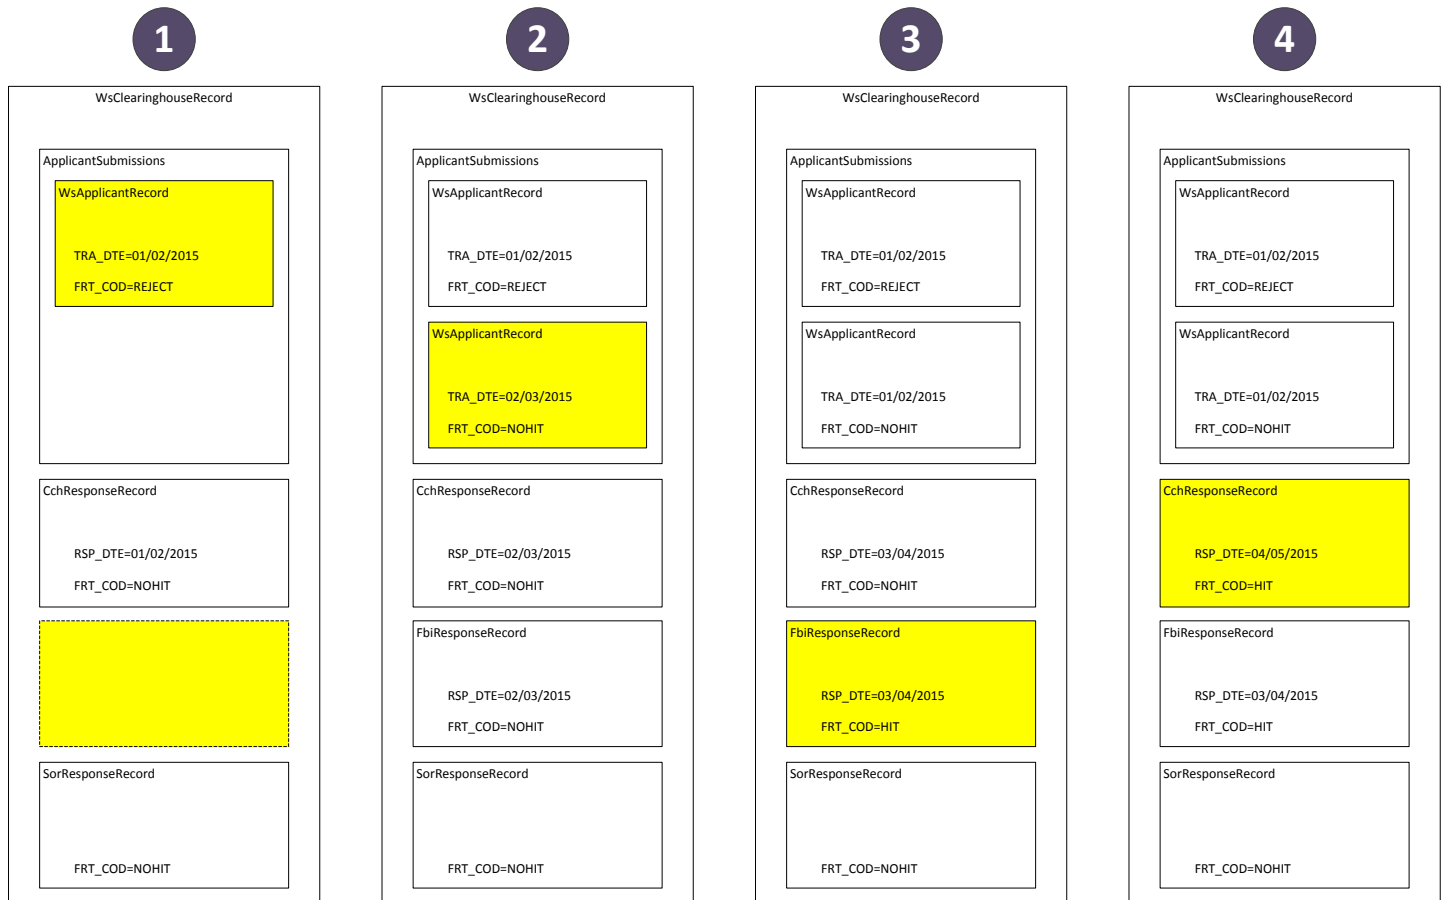 1
WsClearinghouseRecord
ApplicantSubmissions
WsApplicantRecord
TRA_DTE=01/02/2015
FRT_COD=REJECT
CchResponseRecord
RSP_DTE=01/02/2015
FRT_COD=NOHIT
SorResponseRecord
FRT_COD=NOHIT
2
WsClearinghouseRecord
ApplicantSubmissions
WsApplicantRecord
TRA_DTE=01/02/2015
FRT_COD=REJECT
WsApplicantRecord
TRA_DTE=02/03/2015
FRT_COD=NOHIT
CchResponseRecord
RSP_DTE=02/03/2015
FRT_COD=NOHIT
FbiResponseRecord
RSP_DTE=02/03/2015
FRT_COD=NOHIT
SorResponseRecord
FRT_COD=NOHIT
3
WsClearinghouseRecord
ApplicantSubmissions
WsApplicantRecord
TRA_DTE=01/02/2015
FRT_COD=REJECT
WsApplicantRecord
TRA_DTE=01/02/2015
FRT_COD=NOHIT
CchResponseRecord
RSP_DTE=03/04/2015
FRT_COD=NOHIT
FbiResponseRecord
RSP_DTE=03/04/2015
FRT_COD=HIT
SorResponseRecord
FRT_COD=NOHIT
4
WsClearinghouseRecord
ApplicantSubmissions
WsApplicantRecord
TRA_DTE=01/02/2015
FRT_COD=REJECT
WsApplicantRecord
TRA_DTE=01/02/2015
FRT_COD=NOHIT
CchResponseRecord
RSP_DTE=04/05/2015
FRT_COD=HIT
FbiResponseRecord
RSP_DTE=03/04/2015
FRT_COD=HIT
SorResponseRecord
FRT_COD=NOHIT